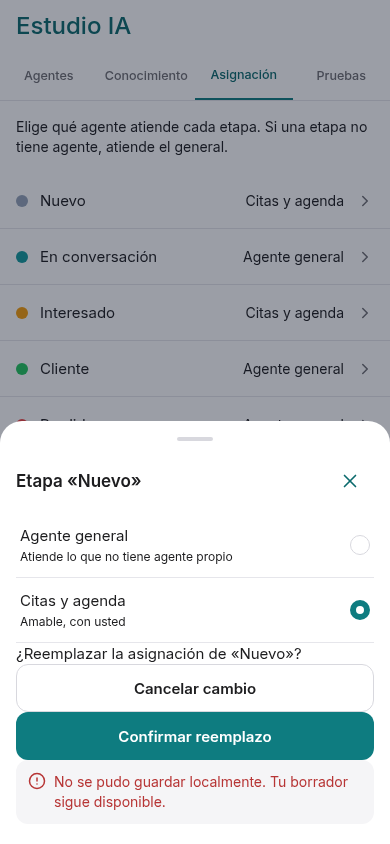 Estudio IA
Agentes
Conocimiento
Asignación
Pruebas
Elige qué agente atiende cada etapa. Si una etapa no
tiene agente, atiende el general.
Nuevo
Citas y agenda
En conversación
Agente general
Interesado
Citas y agenda
Cliente
Agente general
Etapa «Nuevo»
Agente general
Atiende lo que no tiene agente propio
Citas y agenda
Amable, con usted
¿Reemplazar la asignación de «Nuevo»?
Cancelar cambio
Confirmar reemplazo
No se pudo guardar localmente. Tu borrador
sigue disponible.